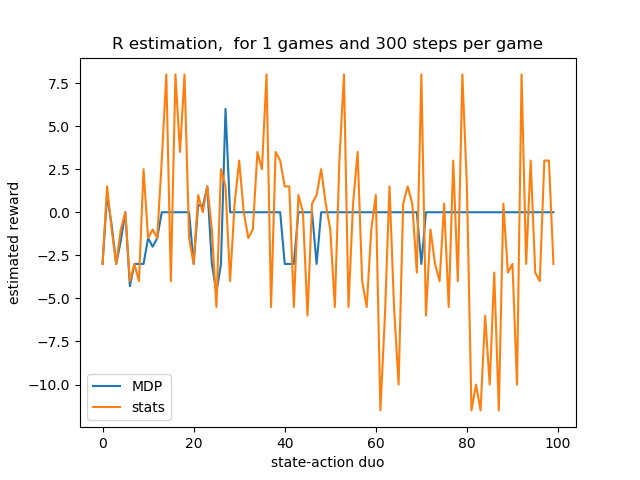 R estimation,  for 1 games and 300 steps per game
estimated reward
7.5
5.0
2.5
0.0
−2.5
−5.0
−7.5
−10.0
MDP
stats
0 20 40 60 80 100
state-action duo